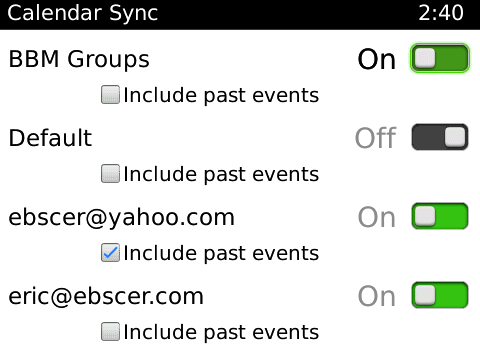 Calendar Sync 2:40
BBM Groups On
Include past events
Default Off
Include past events
ebscer@yahoo.com On
Include past events
eric@ebscer.com On
Include past events